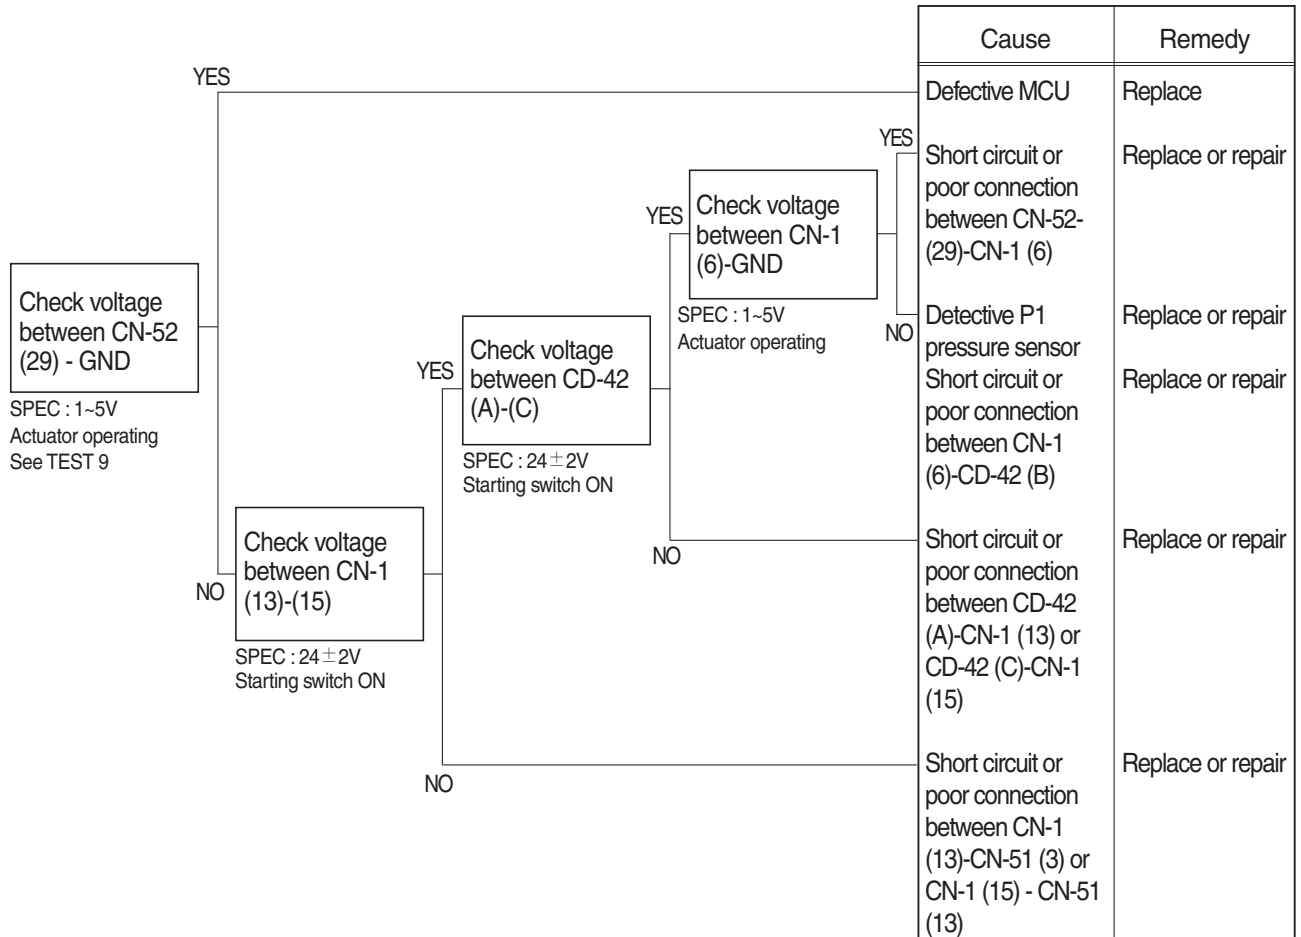 Cause
Remedy
YES
Defective MCU
Replace
YES
Short circuit or
poor connection
between CN-52-
(29)-CN-1 (6)
Replace or repair
YES
Check voltage
between CN-1
(6)-GND
SPEC : 1~5V
Actuator operating
NO
Detective P1
pressure sensor
Replace or repair
Short circuit or
poor connection
between CN-1
(6)-CD-42 (B)
Replace or repair
Check voltage
between CN-52
(29) - GND
SPEC : 1~5V
Actuator operating
See TEST 9
YES
Check voltage
between CD-42
(A)-(C)
SPEC : 24±2V
Starting switch ON
NO
Short circuit or
poor connection
between CD-42
(A)-CN-1 (13) or
CD-42 (C)-CN-1
(15)
Replace or repair
NO
Check voltage
between CN-1
(13)-(15)
SPEC : 24±2V
Starting switch ON
NO
Short circuit or
poor connection
between CN-1
(13)-CN-51 (3) or
CN-1 (15) - CN-51
(13)
Replace or repair